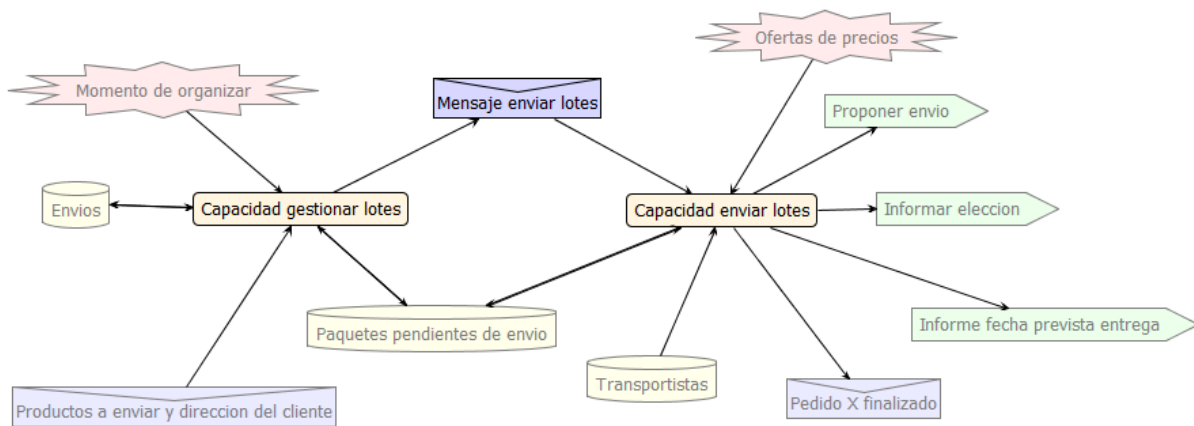 Ofertas de precios
Momento de organizar
Mensaje enviar lotes
Proponer envio
Envios
Capacidad gestionar lotes
Capacidad enviar lotes
Informar eleccion
Paquetes pendientes de envio
Informe fecha prevista entrega
Transportistas
Productos a enviar y direccion del cliente
Pedido X finalizado